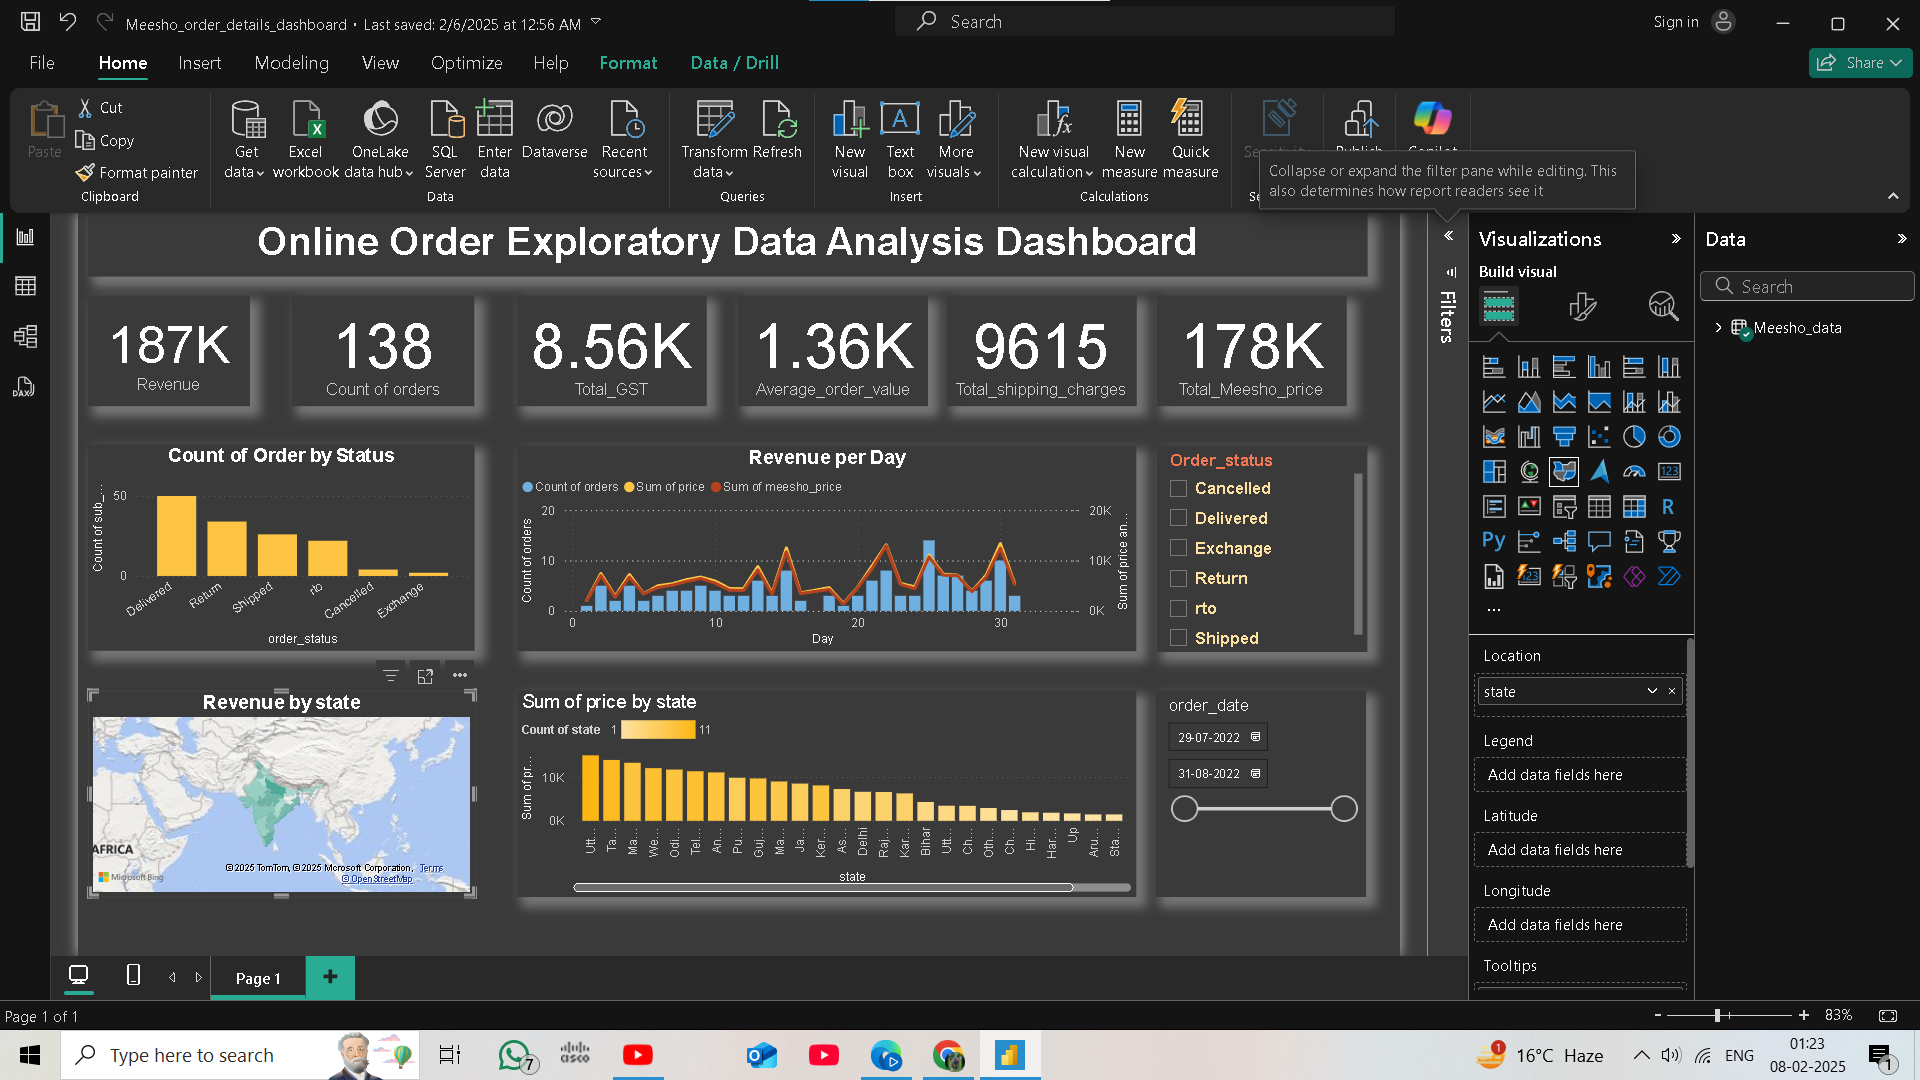 Meesho_order_details_dashboard • Last saved: 2/6/2025 at 12:56 AM
Search
Sign in
File Home Insert Modeling View Optimize Help Format Data / Drill
Share
Paste
Cut
Copy
Format painter
Clipboard
Get data
Excel workbook
OneLake data hub
SQL Server
Enter data
Dataverse
Recent sources
Data
Transform data
Refresh
Queries
New visual
Text box
More visuals
Insert
New visual calculation
New measure
Quick measure
Calculations
Collapse or expand the filter pane while editing. This
also determines how report readers see it
Online Order Exploratory Data Analysis Dashboard
187K
Revenue
138
Count of orders
8.56K
Total_GST
1.36K
Average_order_value
9615
Total_shipping_charges
178K
Total_Meesho_price
Count of Order by Status
Count of sub_...
50
0
Delivered
Return
Shipped
rto
Cancelled
Exchange
order_status
Revenue per Day
Count of orders Sum of price Sum of meesho_price
Count of orders
20
10
0
20K
10K
0K
Sum of price an...
0 10 20 30
Day
Order_status
Cancelled
Delivered
Exchange
Return
rto
Shipped
Revenue by state
AFRICA
Microsoft Bing
© 2025 TomTom, © 2025 Microsoft Corporation, Terms
© OpenStreetMap
Sum of price by state
Count of state 1 11
Sum of pr...
10K
0K
Utt... Ta... Ma... We... Odi... Tel... An... Pu... Guj... Ma... Ja... Ker... As... Delhi Raj... Kar... Bihar Utt... Ch... Oth... Ch... Hi... Har... Up Aru... Sta...
state
order_date
29-07-2022
31-08-2022
Filters
Visualizations
Build visual
R
Py
123
...
Location
state
Legend
Add data fields here
Latitude
Add data fields here
Longitude
Add data fields here
Tooltips
Data
Search
Meesho_data
DAX
Page 1
Page 1 of 1
83%
Type here to search
7
cisco
1
16°C Haze
ENG
01:23
08-02-2025
1